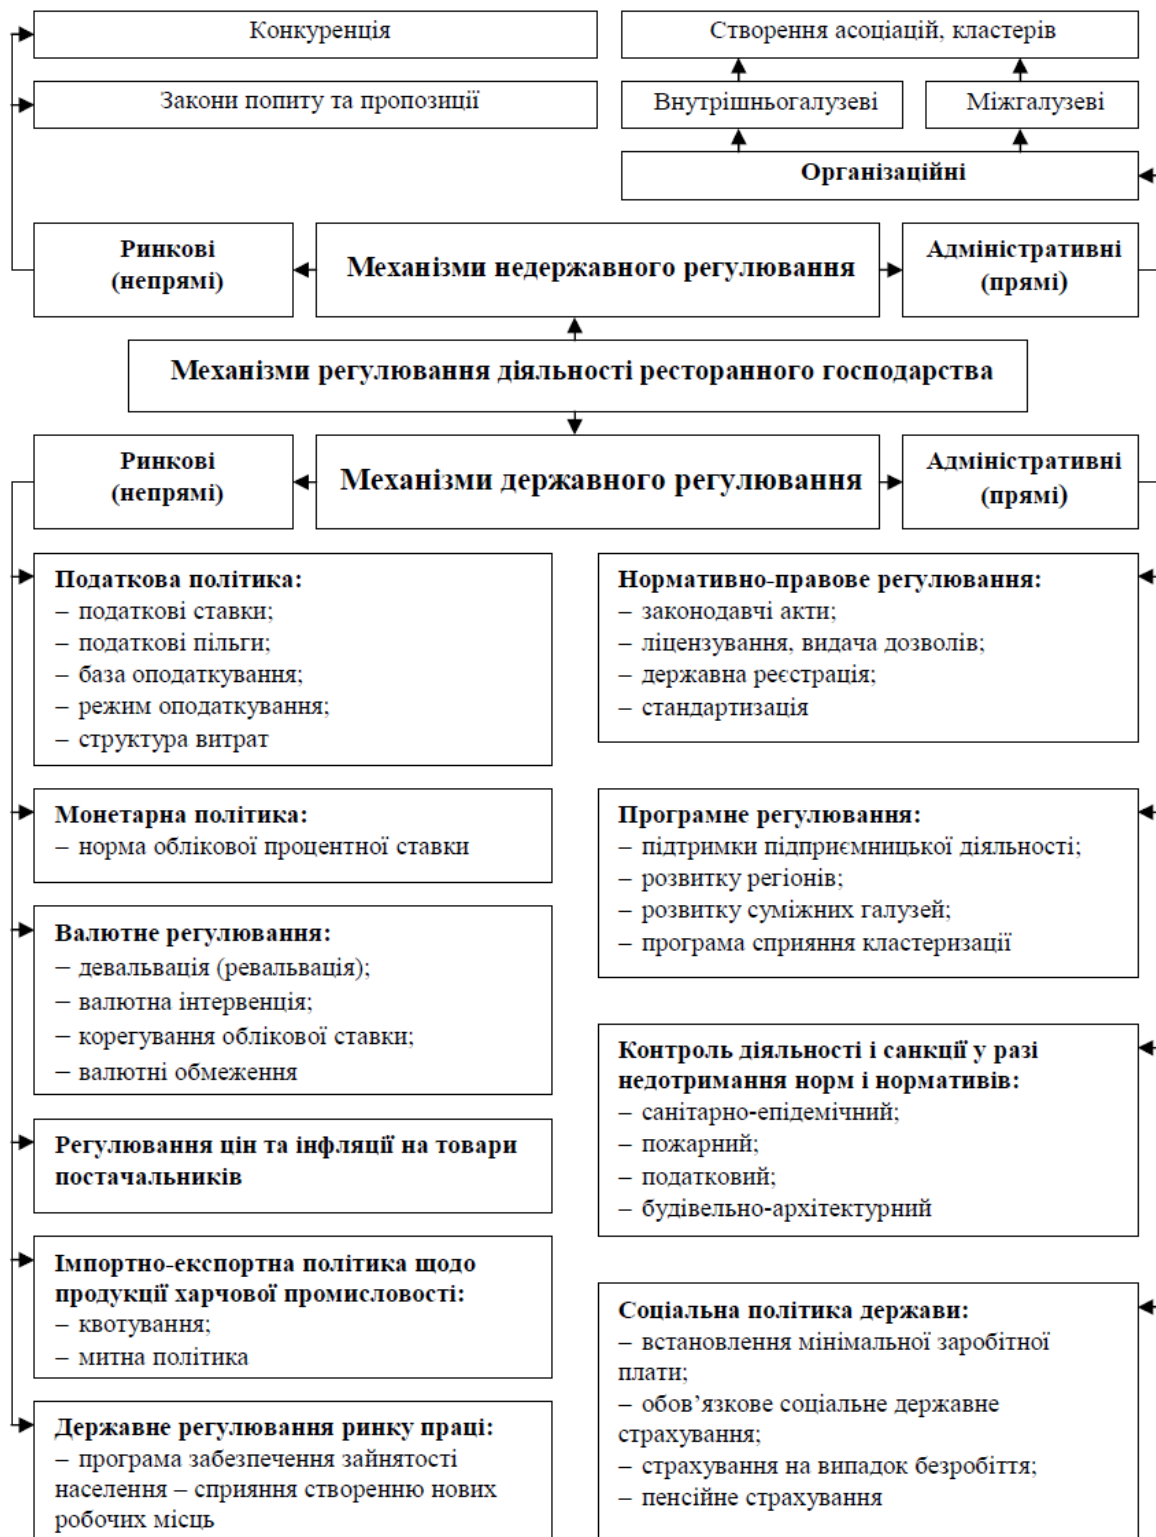 Конкуренція
Створення асоціацій, кластерів
Закони попиту та пропозиції
Внутрішньогалузеві
Міжгалузеві
Організаційні
Ринкові
(непрямі)
Механізми недержавного регулювання
Адміністративні
(прямі)
Механізми регулювання діяльності ресторанного господарства
Ринкові
(непрямі)
Механізми державного регулювання
Адміністративні
(прямі)
Податкова політика:
– податкові ставки;
– податкові пільги;
– база оподаткування;
– режим оподаткування;
– структура витрат
Монетарна політика:
– норма облікової процентної ставки
Валютне регулювання:
– девальвація (ревальвація);
– валютна інтервенція;
– корегування облікової ставки;
– валютні обмеження
Регулювання цін та інфляції на товари
постачальників
Імпортно-експортна політика щодо
продукції харчової промисловості:
– квотування;
– митна політика
Державне регулювання ринку праці:
– програма забезпечення зайнятості
населення – сприяння створенню нових
робочих місць
Нормативно-правове регулювання:
– законодавчі акти;
– ліцензування, видача дозволів;
– державна реєстрація;
– стандартизація
Програмне регулювання:
– підтримки підприємницької діяльності;
– розвитку регіонів;
– розвитку суміжних галузей;
– програма сприяння кластеризації
Контроль діяльності і санкції у разі
недотримання норм і нормативів:
– санітарно-епідемічний;
– пожарний;
– податковий;
– будівельно-архітектурний
Соціальна політика держави:
– встановлення мінімальної заробітної
плати;
– обов’язкове соціальне державне
страхування;
– страхування на випадок безробіття;
– пенсійне страхування